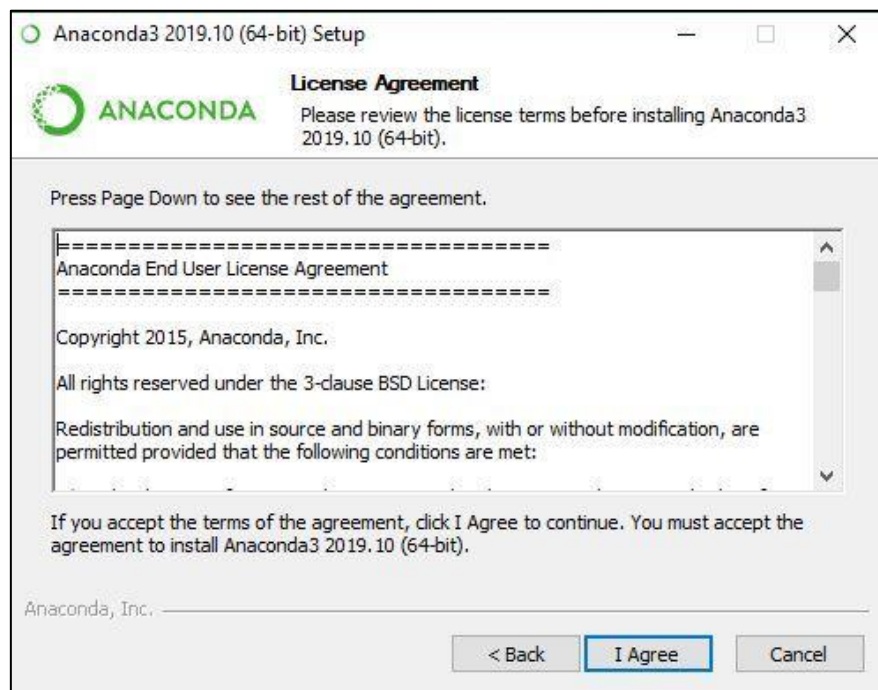 Anaconda3 2019.10 (64-bit) Setup
ANACONDA
License Agreement
Please review the license terms before installing Anaconda3
2019.10 (64-bit).
Press Page Down to see the rest of the agreement.
===================================
Anaconda End User License Agreement
===================================
Copyright 2015, Anaconda, Inc.
All rights reserved under the 3-clause BSD License:
Redistribution and use in source and binary forms, with or without modification, are
permitted provided that the following conditions are met:
If you accept the terms of the agreement, click I Agree to continue. You must accept the
agreement to install Anaconda3 2019.10 (64-bit).
Anaconda, Inc.
< Back
I Agree
Cancel